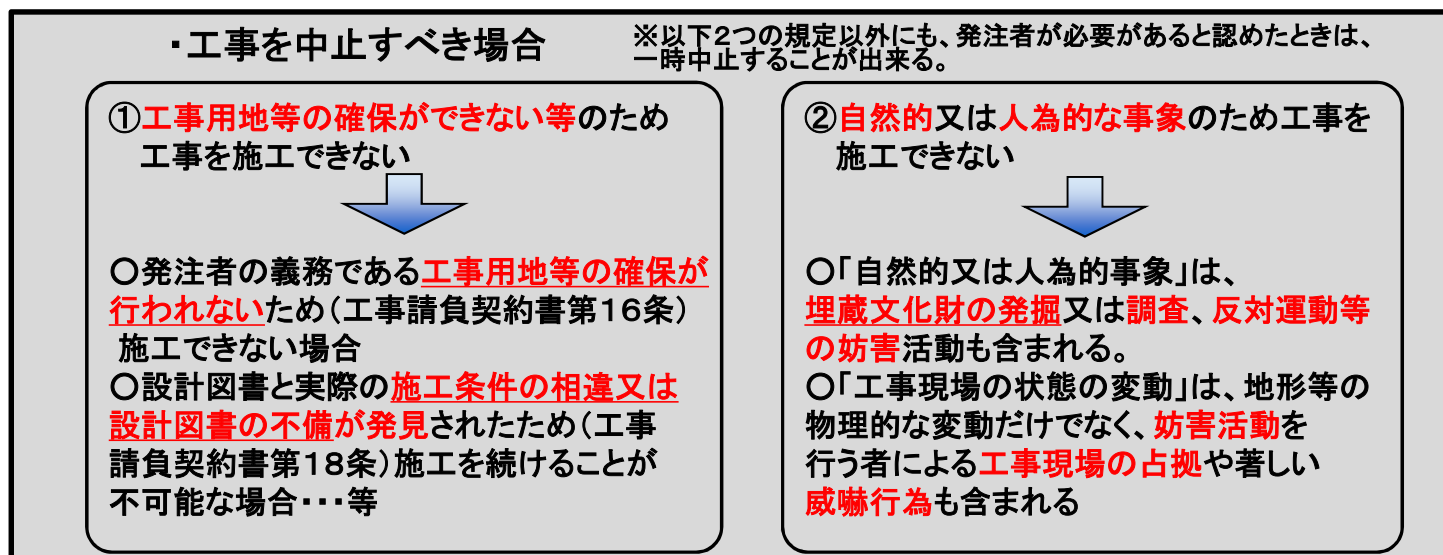 ・工事を中止すべき場合
※以下2つの規定以外にも、発注者が必要があると認めたときは、
一時中止することが出来る。
①工事用地等の確保ができない等のため
工事を施工できない
○発注者の義務である工事用地等の確保が
行われないため（工事請負契約書第１６条）
施工できない場合
○設計図書と実際の施工条件の相違又は
設計図書の不備が発見されたため（工事
請負契約書第１８条）施工を続けることが
不可能な場合・・・等
②自然的又は人為的な事象のため工事を
施工できない
○「自然的又は人為的事象」は、
埋蔵文化財の発掘又は調査、反対運動等
の妨害活動も含まれる。
○「工事現場の状態の変動」は、地形等の
物理的な変動だけでなく、妨害活動を
行う者による工事現場の占拠や著しい
威嚇行為も含まれる